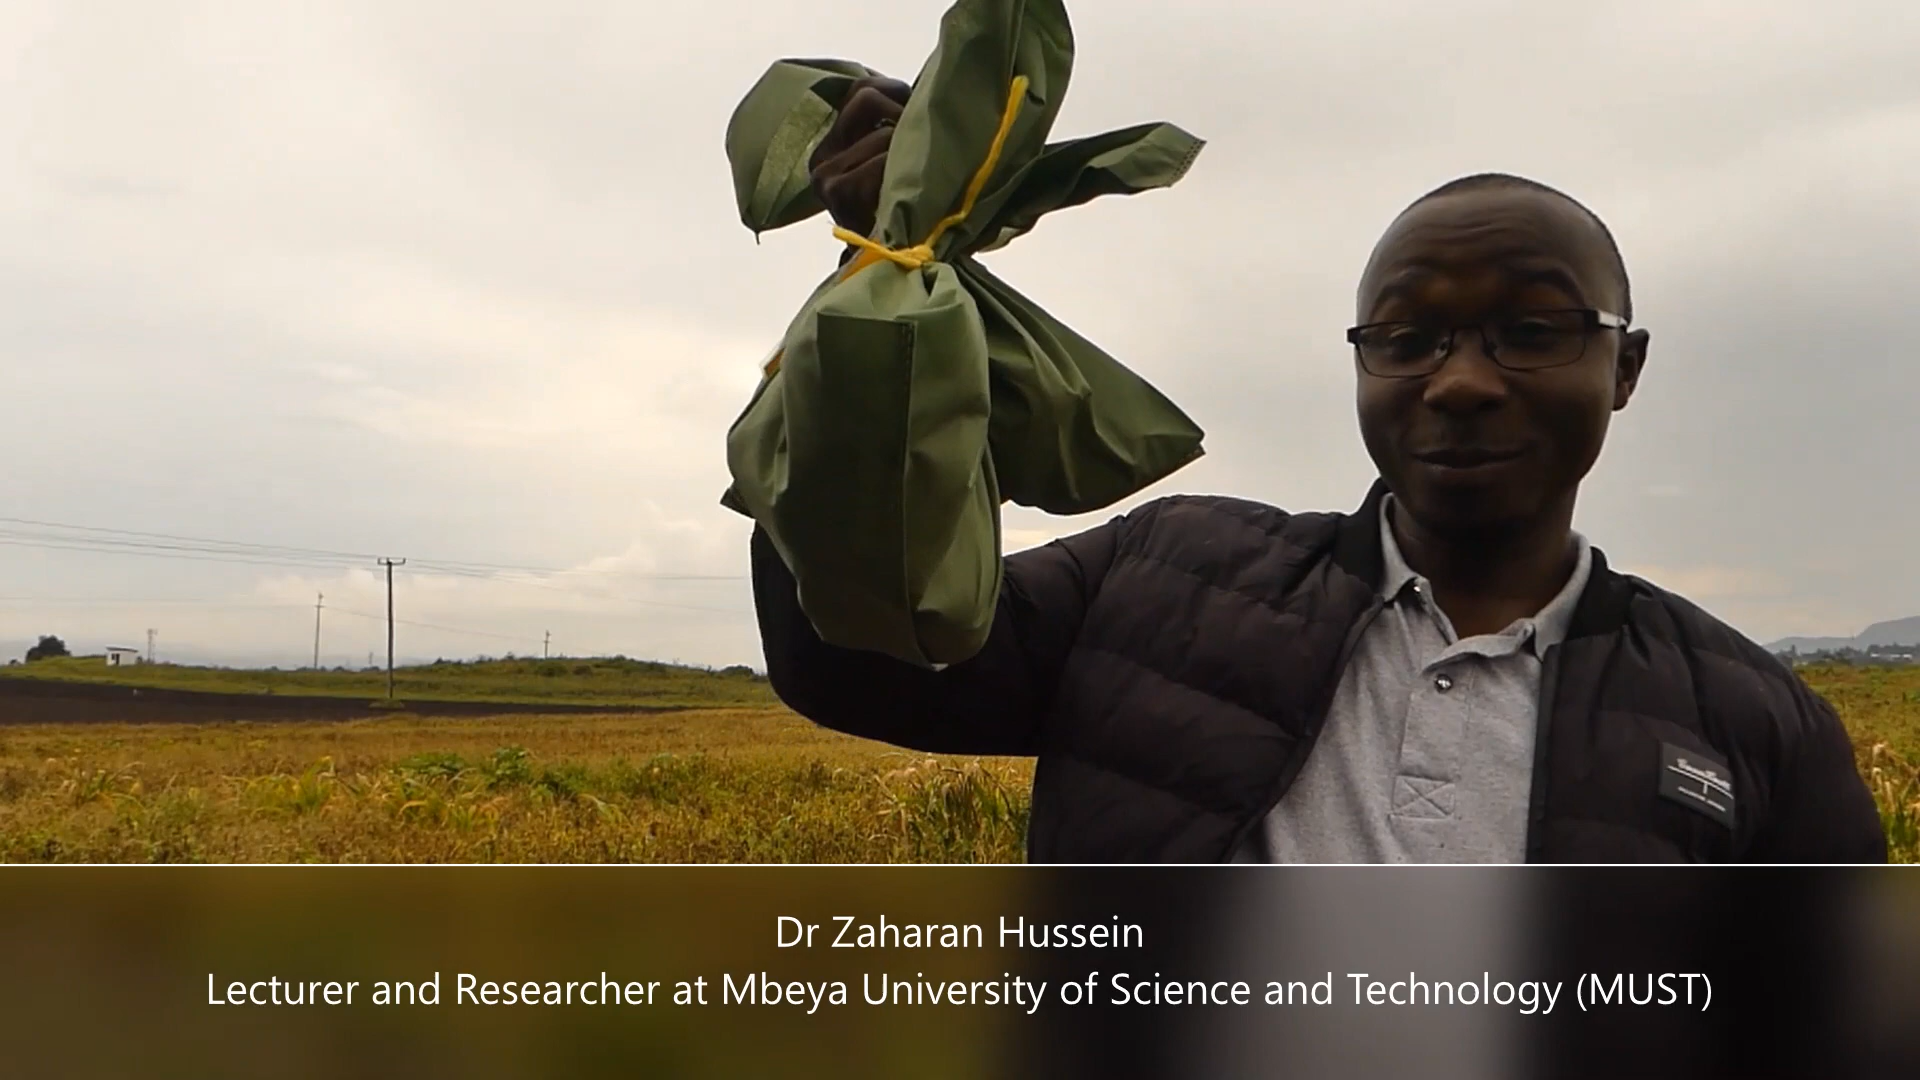 Dr Zaharan Hussein
Lecturer and Researcher at Mbeya University of Science and Technology (MUST)